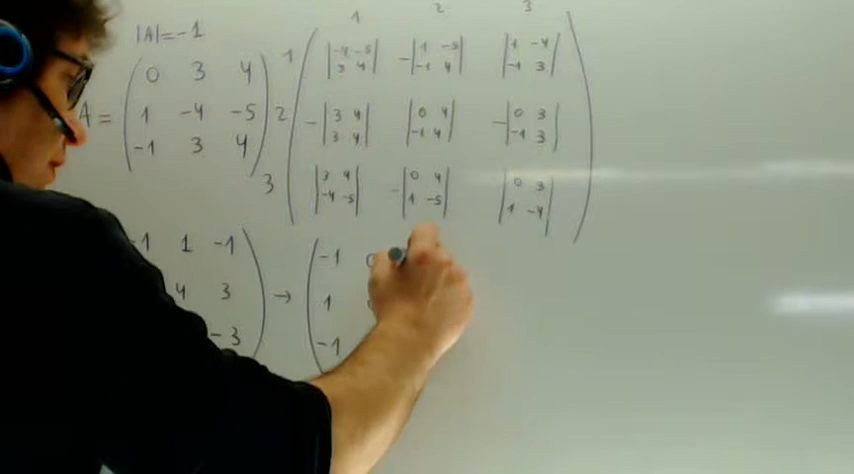 1 2 3
|A|=-1
A = ( 0 3 4
1 -4 -5
-1 3 4 )
1 ( |-4 -5 -|1 -5 |1 -4
3 4| -1 4| -1 3|
2 -|3 4 |0 4 -|0 3
3 4| -1 4| -1 3|
3 |3 4 -|0 4 |0 3
-4 -5| 1 -5| 1 -4| )
-1 1 -1 ) → ( -1
4 3 1
-3 -1